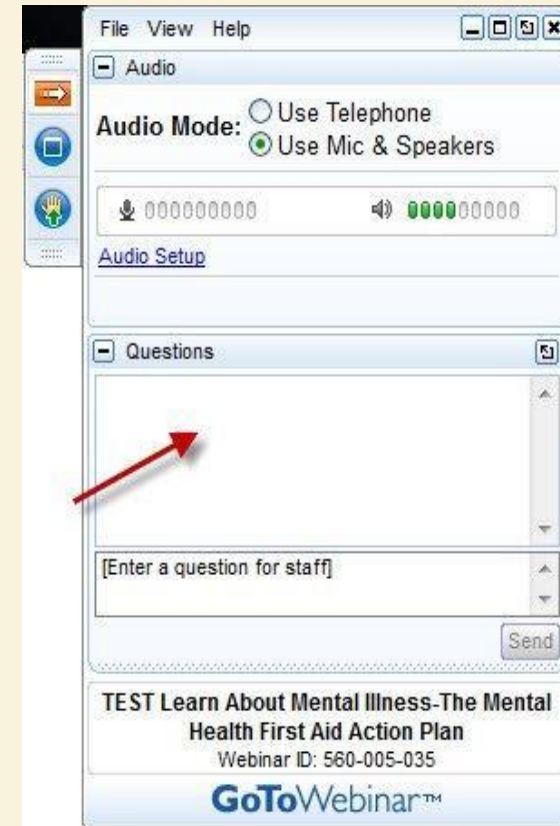 File View Help
Audio
Audio Mode: Use Telephone
Use Mic & Speakers
Audio Setup
Questions
[Enter a question for staff]
Send
TEST Learn About Mental Illness-The Mental
Health First Aid Action Plan
Webinar ID: 560-005-035
GoToWebinar™